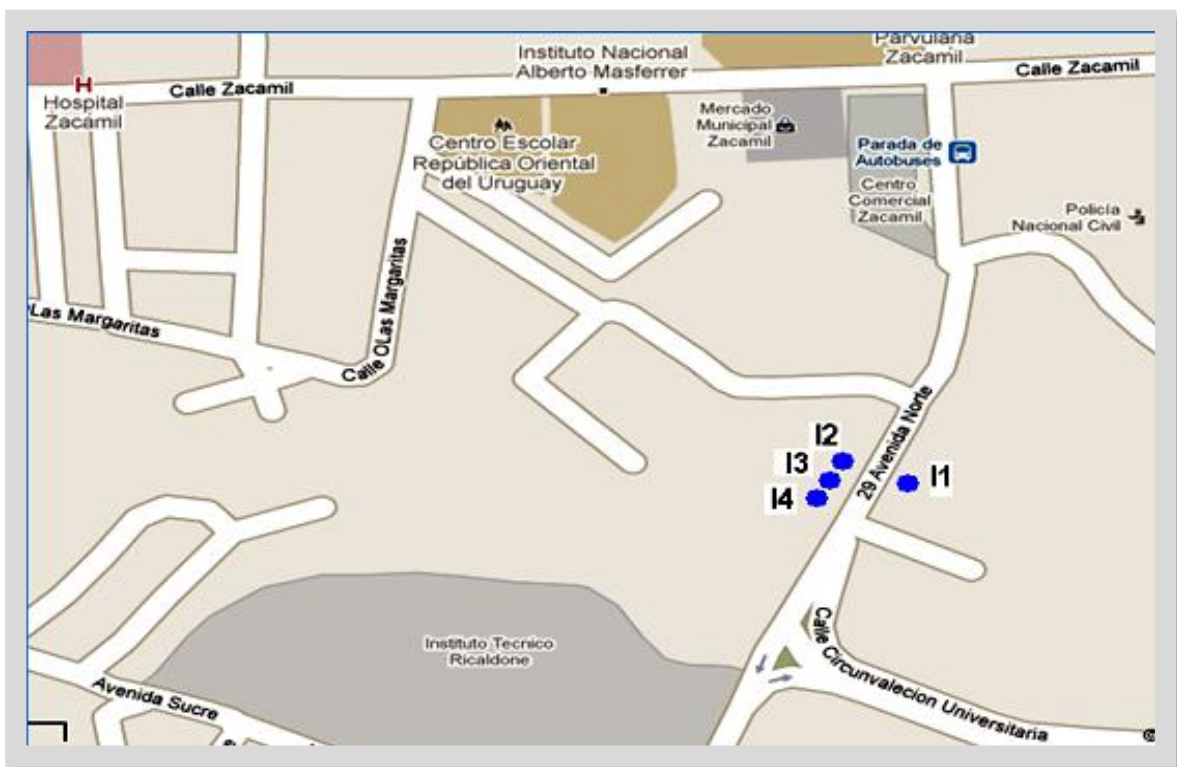 Instituto Nacional
Alberto Masferrer
Parvularia
Zacamil
Calle Zacamil
H
Hospital
Zacamil
Calle Zacamil
Mercado
Municipal
Zacamil
Centro Escolar
República Oriental
del Uruguay
Parada de
Autobuses
Centro
Comercial
Zacamil
Policía
Nacional Civil
Las Margaritas
Calle OLas Margaritas
29 Avenida Norte
I2
I3
I4
I1
Instituto Tecnico
Ricaldone
Calle Circunvalecion Universitaria
Avenida Sucre